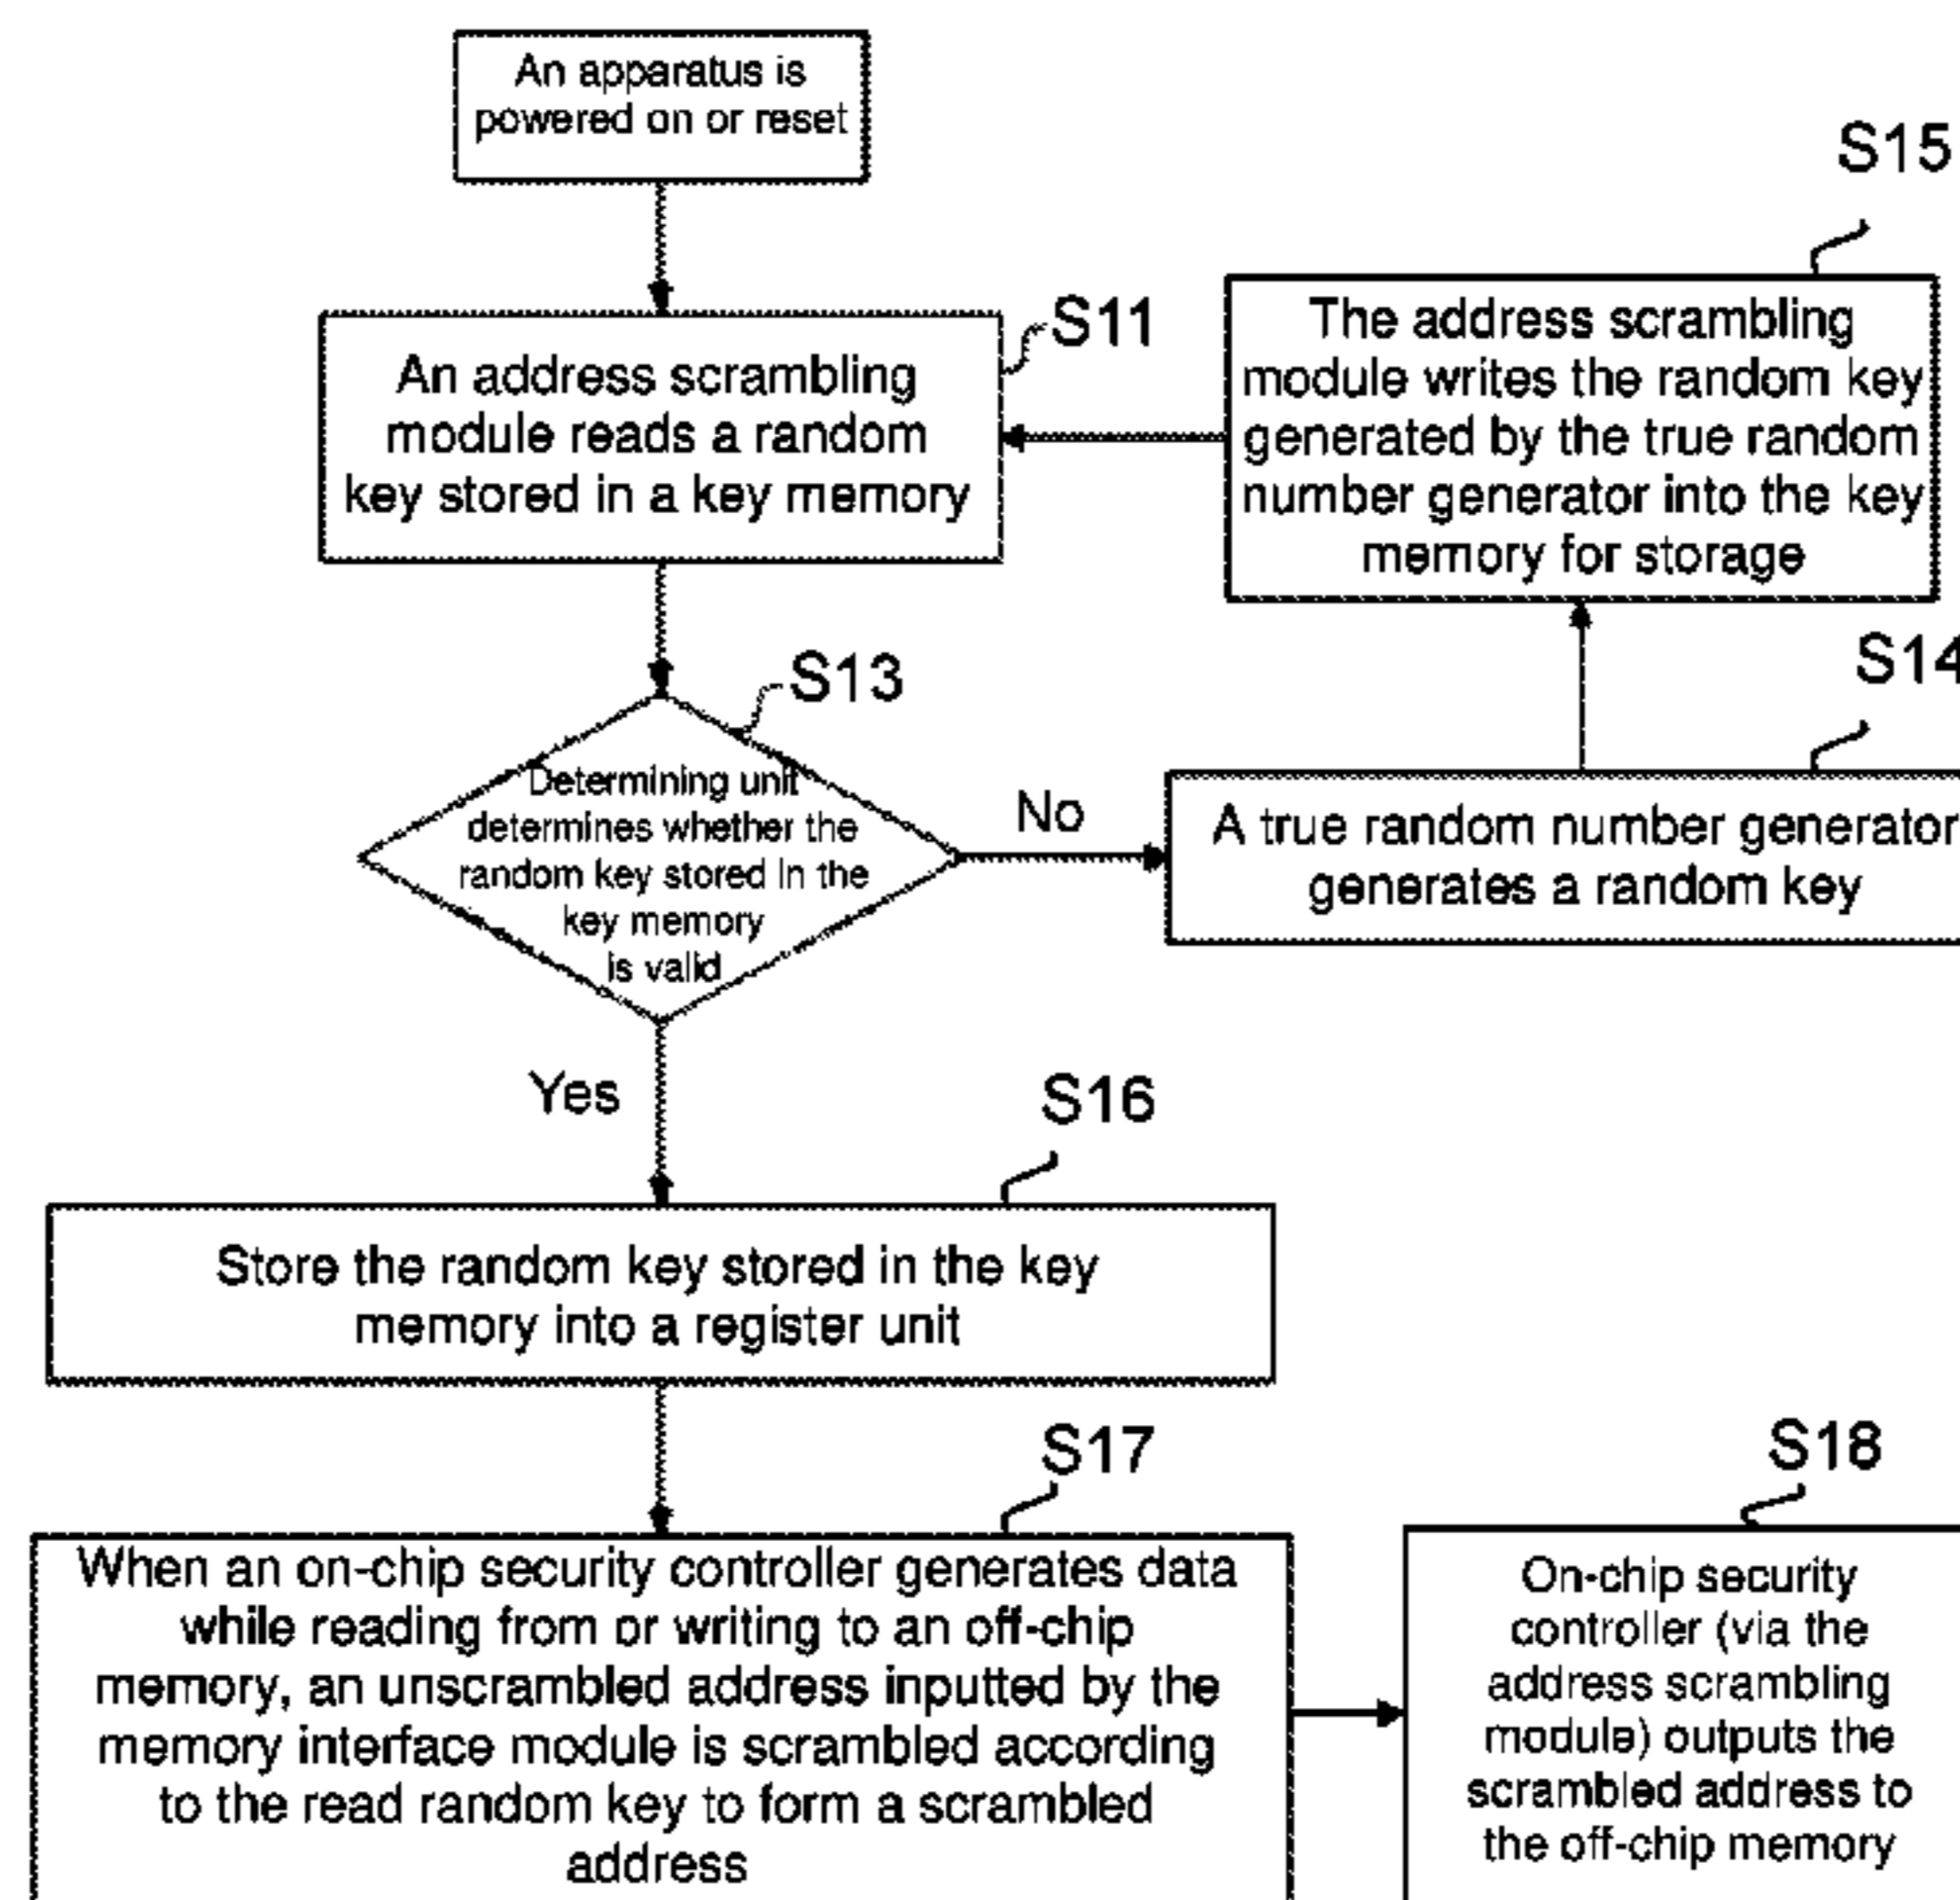 An apparatus is
powered on or reset
S11
An address scrambling
module reads a random
key stored in a key memory
S15
The address scrambling
module writes the random key
generated by the true random
number generator into the key
memory for storage
S13
Determining unit
determines whether the
random key stored in the
key memory
is valid
No
S14
A true random number generator
generates a random key
Yes
S16
Store the random key stored in the key
memory into a register unit
S17
When an on-chip security controller generates data
while reading from or writing to an off-chip
memory, an unscrambled address inputted by the
memory interface module is scrambled according
to the read random key to form a scrambled
address
S18
On-chip security
controller (via the
address scrambling
module) outputs the
scrambled address to
the off-chip memory